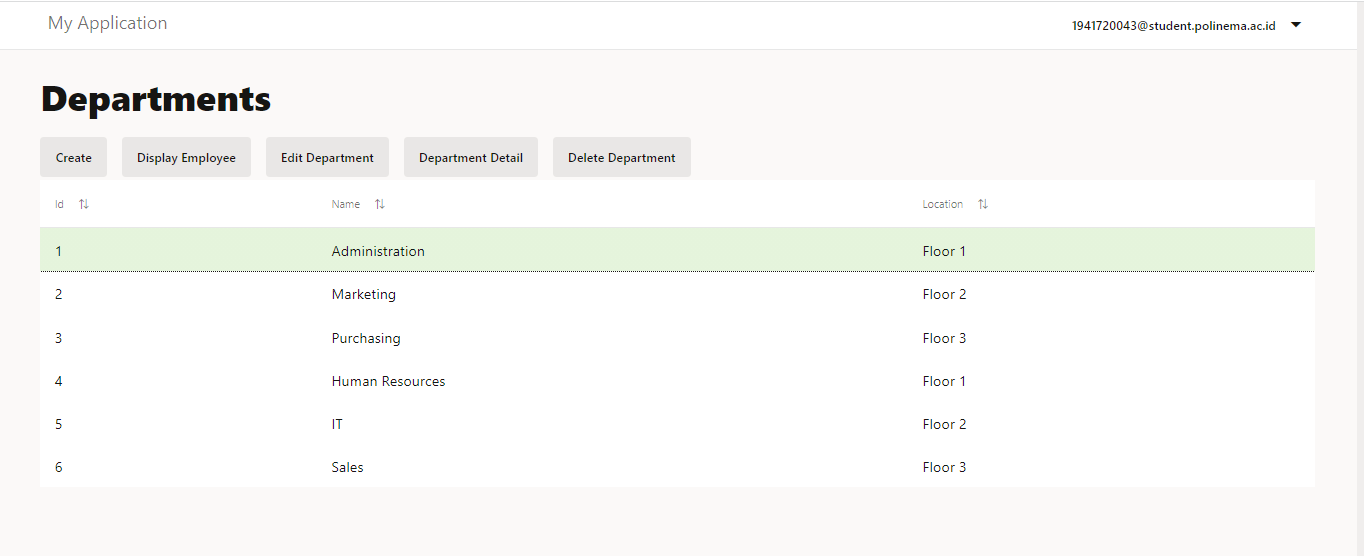 My Application
1941720043@student.polinema.ac.id
Departments
Create Display Employee Edit Department Department Detail Delete Department
Id Name Location
1 Administration Floor 1
2 Marketing Floor 2
3 Purchasing Floor 3
4 Human Resources Floor 1
5 IT Floor 2
6 Sales Floor 3